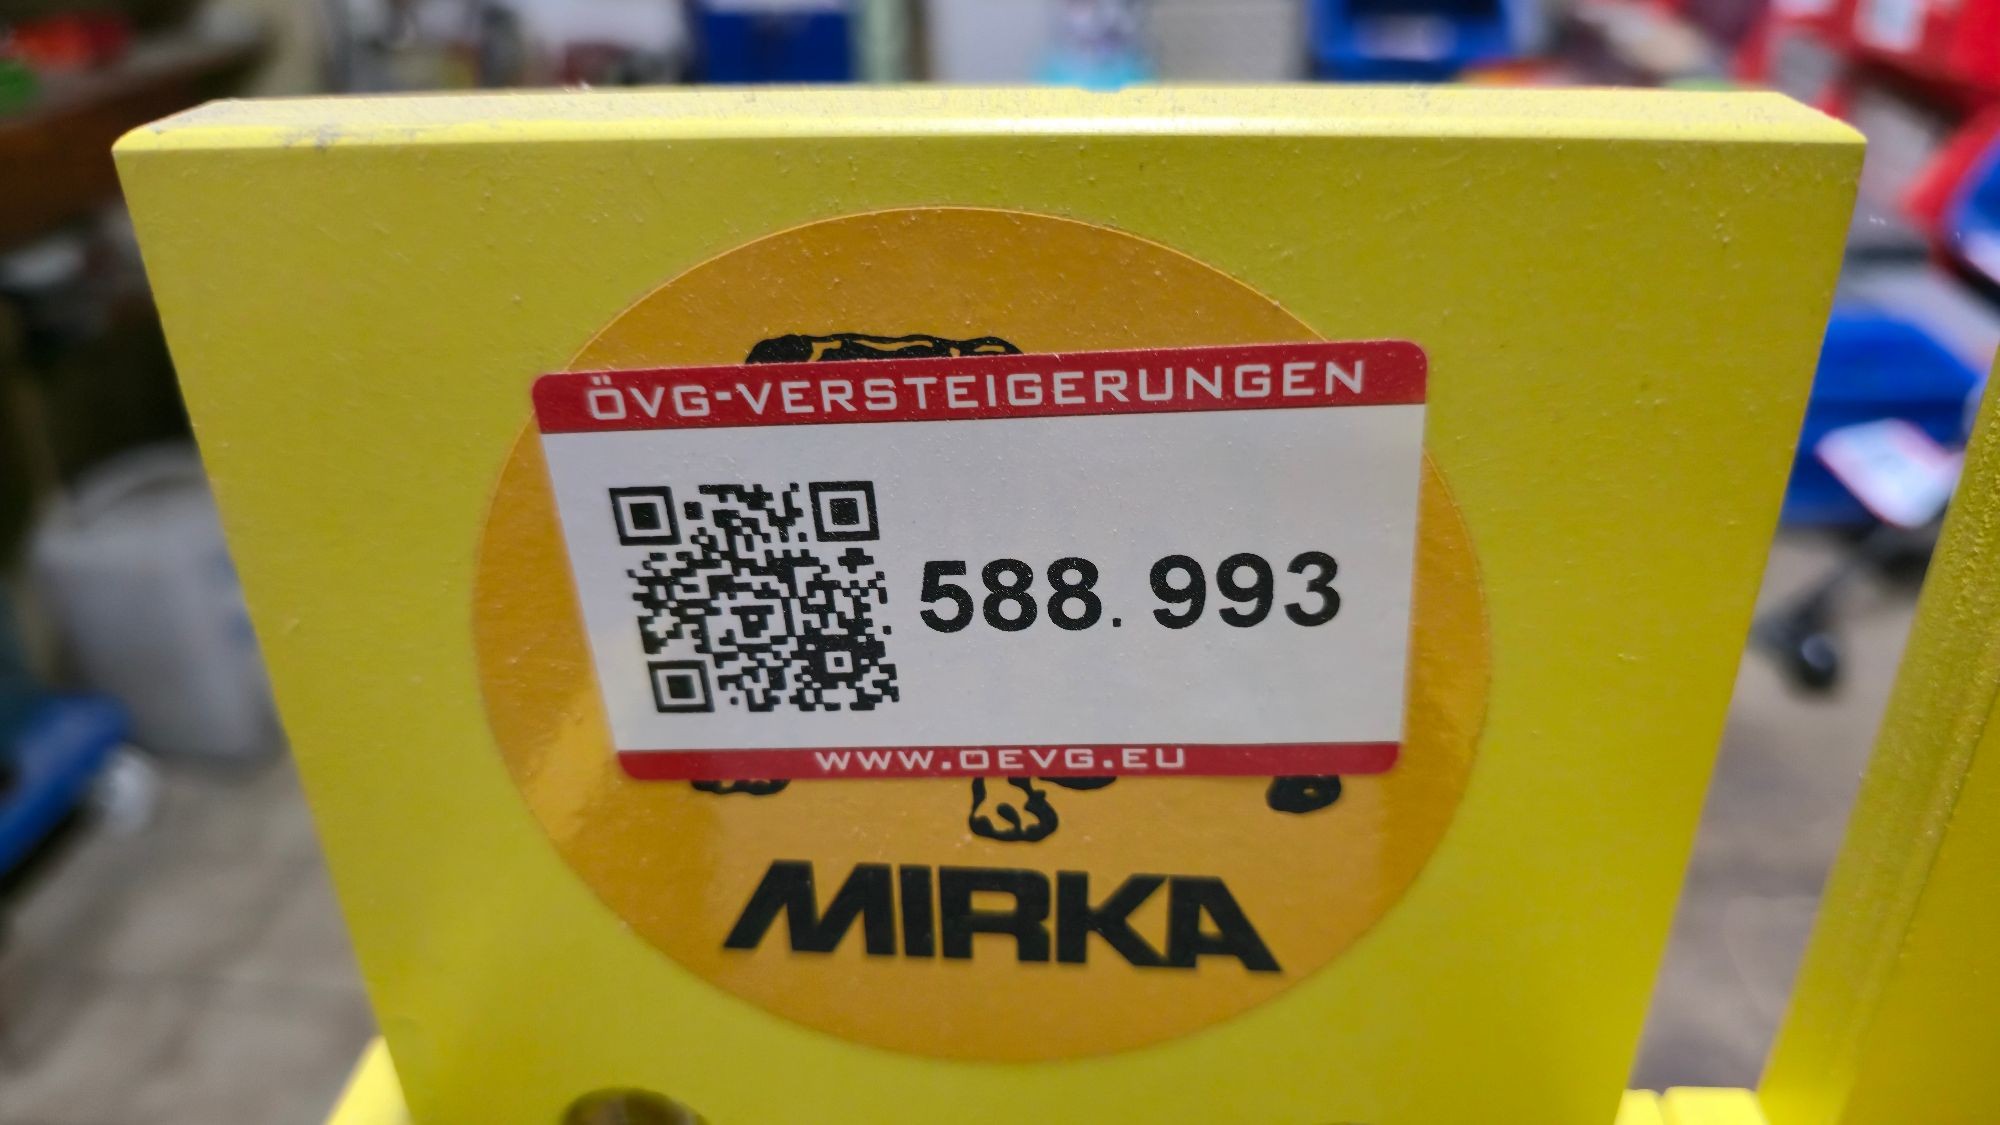 ÖVG-VERSTEIGERUNGEN
588. 993
WWW.OEVG.EU
MIRKA